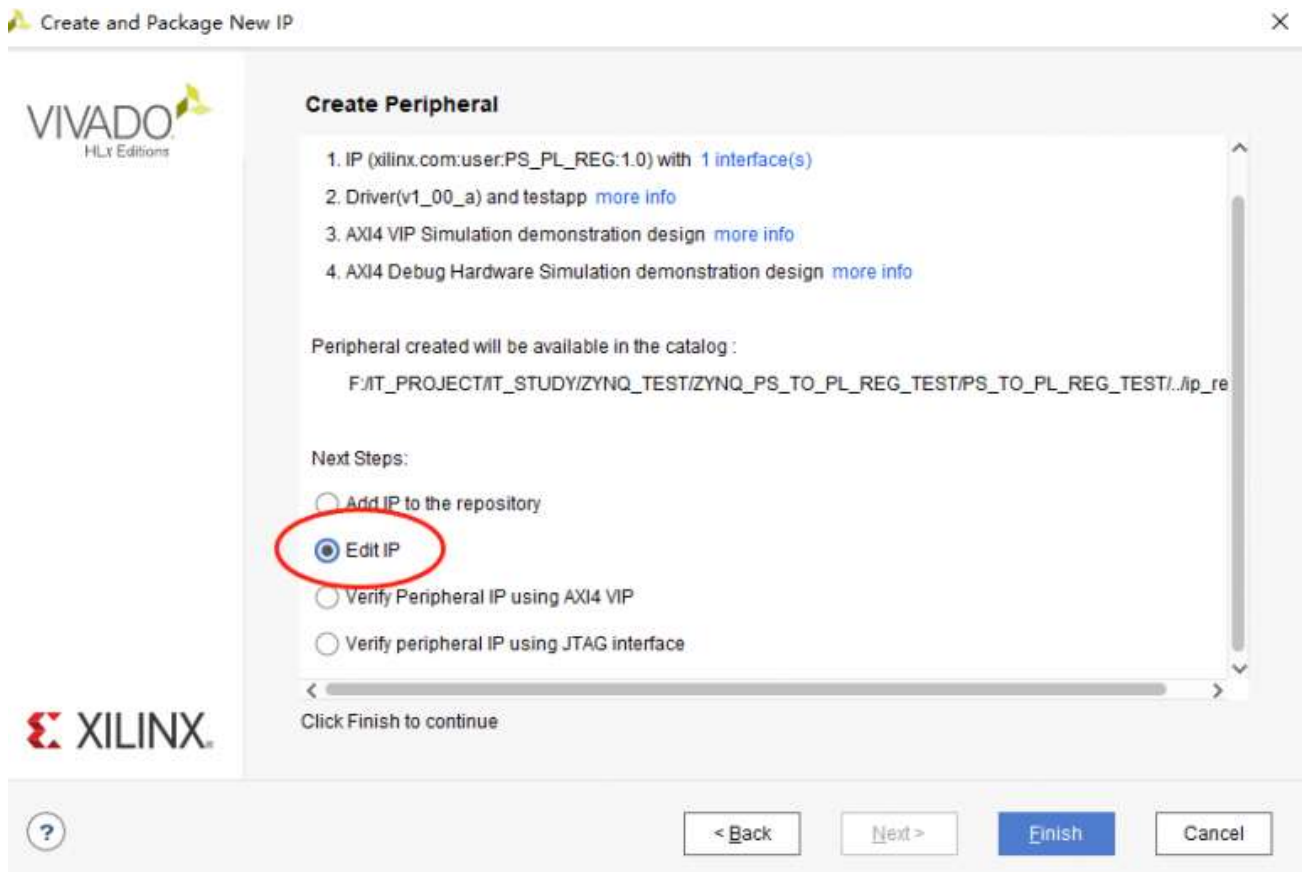 Create and Package New IP
VIVADO
HLx Editions
Create Peripheral
1. IP (xilinx.com:user:PS_PL_REG:1.0) with 1 interface(s)
2. Driver(v1_00_a) and testapp more info
3. AXI4 VIP Simulation demonstration design more info
4. AXI4 Debug Hardware Simulation demonstration design more info
Peripheral created will be available in the catalog :
F:/IT_PROJECT/IT_STUDY/ZYNQ_TEST/ZYNQ_PS_TO_PL_REG_TEST/PS_TO_PL_REG_TEST/../ip_re
Next Steps:
Add IP to the repository
Edit IP
Verify Peripheral IP using AXI4 VIP
Verify peripheral IP using JTAG interface
Click Finish to continue
XILINX.
?
< Back
Next >
Finish
Cancel